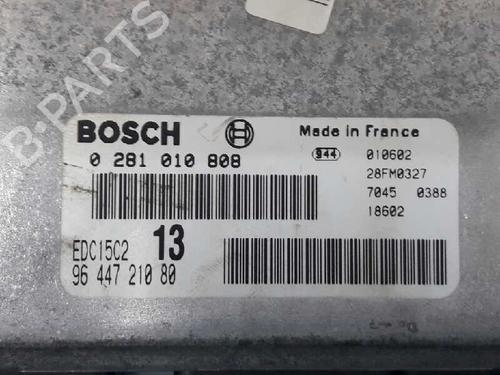 BOSCH
Made in France
0 281 010 808
944 010602
28FM0327
7045 0388
18602
EDC15C2 13
96 447 210 80
B-PARTS